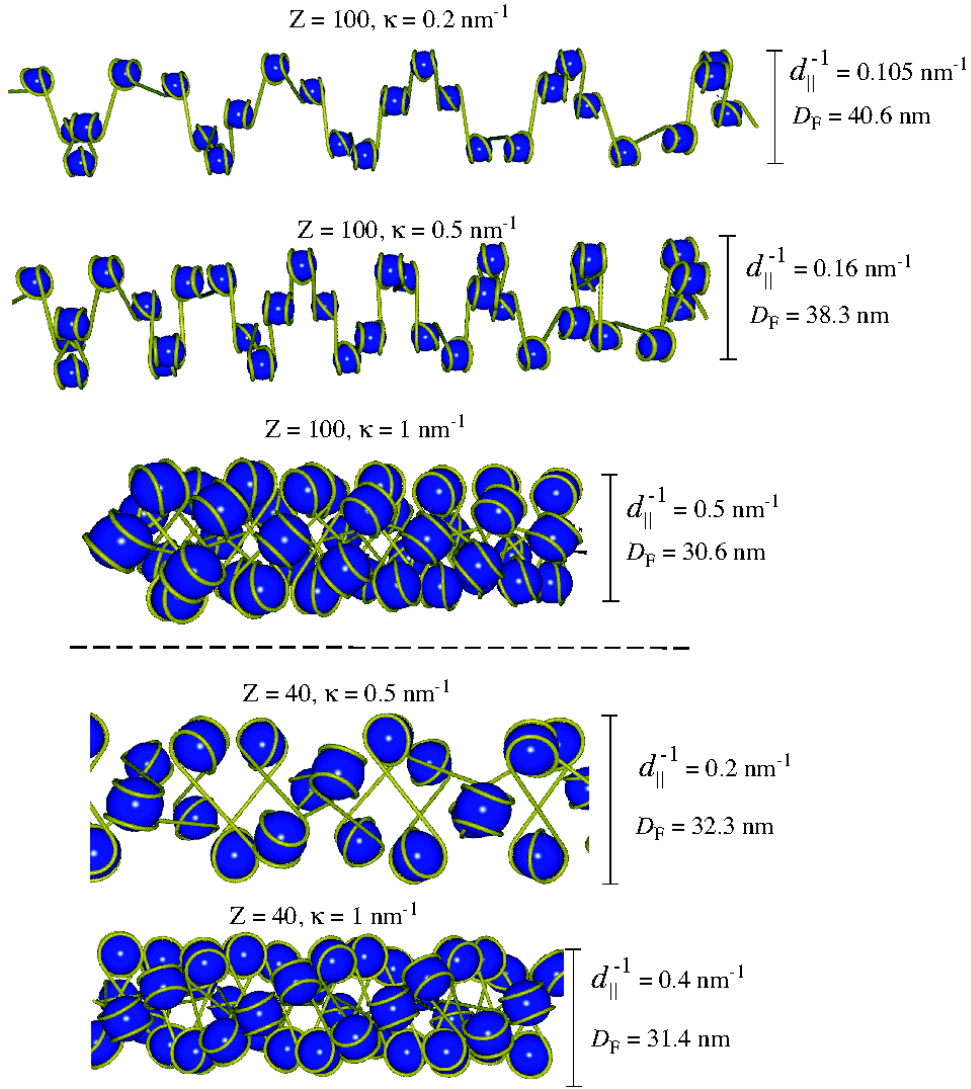 Z = 100, κ = 0.2 nm⁻¹
d∥⁻¹ = 0.105 nm⁻¹
D_F = 40.6 nm
Z = 100, κ = 0.5 nm⁻¹
d∥⁻¹ = 0.16 nm⁻¹
D_F = 38.3 nm
Z = 100, κ = 1 nm⁻¹
d∥⁻¹ = 0.5 nm⁻¹
D_F = 30.6 nm
Z = 40, κ = 0.5 nm⁻¹
d∥⁻¹ = 0.2 nm⁻¹
D_F = 32.3 nm
Z = 40, κ = 1 nm⁻¹
d∥⁻¹ = 0.4 nm⁻¹
D_F = 31.4 nm